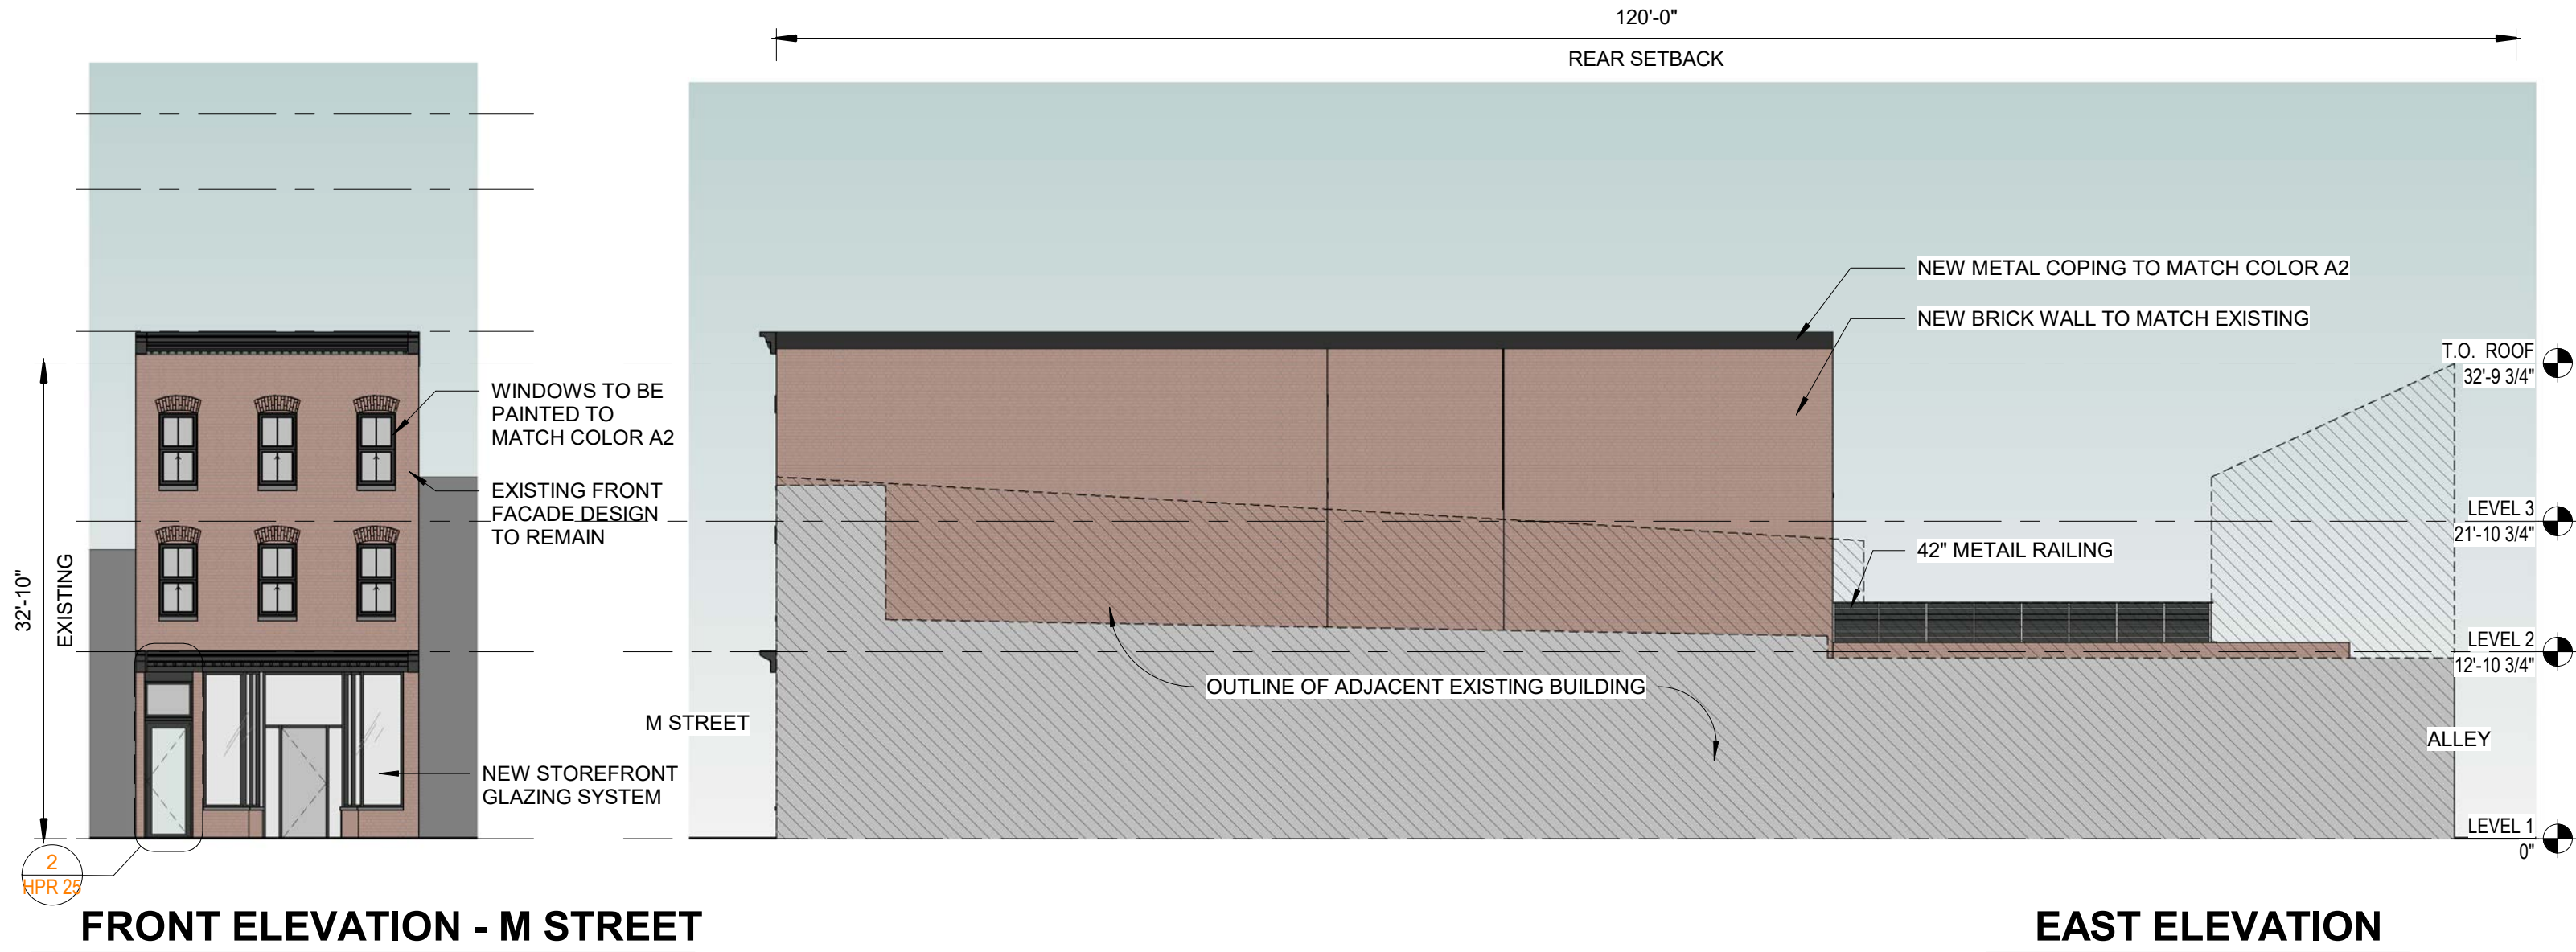 120'-0"
REAR SETBACK
NEW METAL COPING TO MATCH COLOR A2
NEW BRICK WALL TO MATCH EXISTING
T.O. ROOF
32'-9 3/4"
WINDOWS TO BE
PAINTED TO
MATCH COLOR A2
EXISTING FRONT
FACADE DESIGN
TO REMAIN
LEVEL 3
21'-10 3/4"
42" METAIL RAILING
32'-10"
EXISTING
LEVEL 2
12'-10 3/4"
OUTLINE OF ADJACENT EXISTING BUILDING
M STREET
ALLEY
NEW STOREFRONT
GLAZING SYSTEM
LEVEL 1
0"
2
HPR 25
FRONT ELEVATION - M STREET
EAST ELEVATION